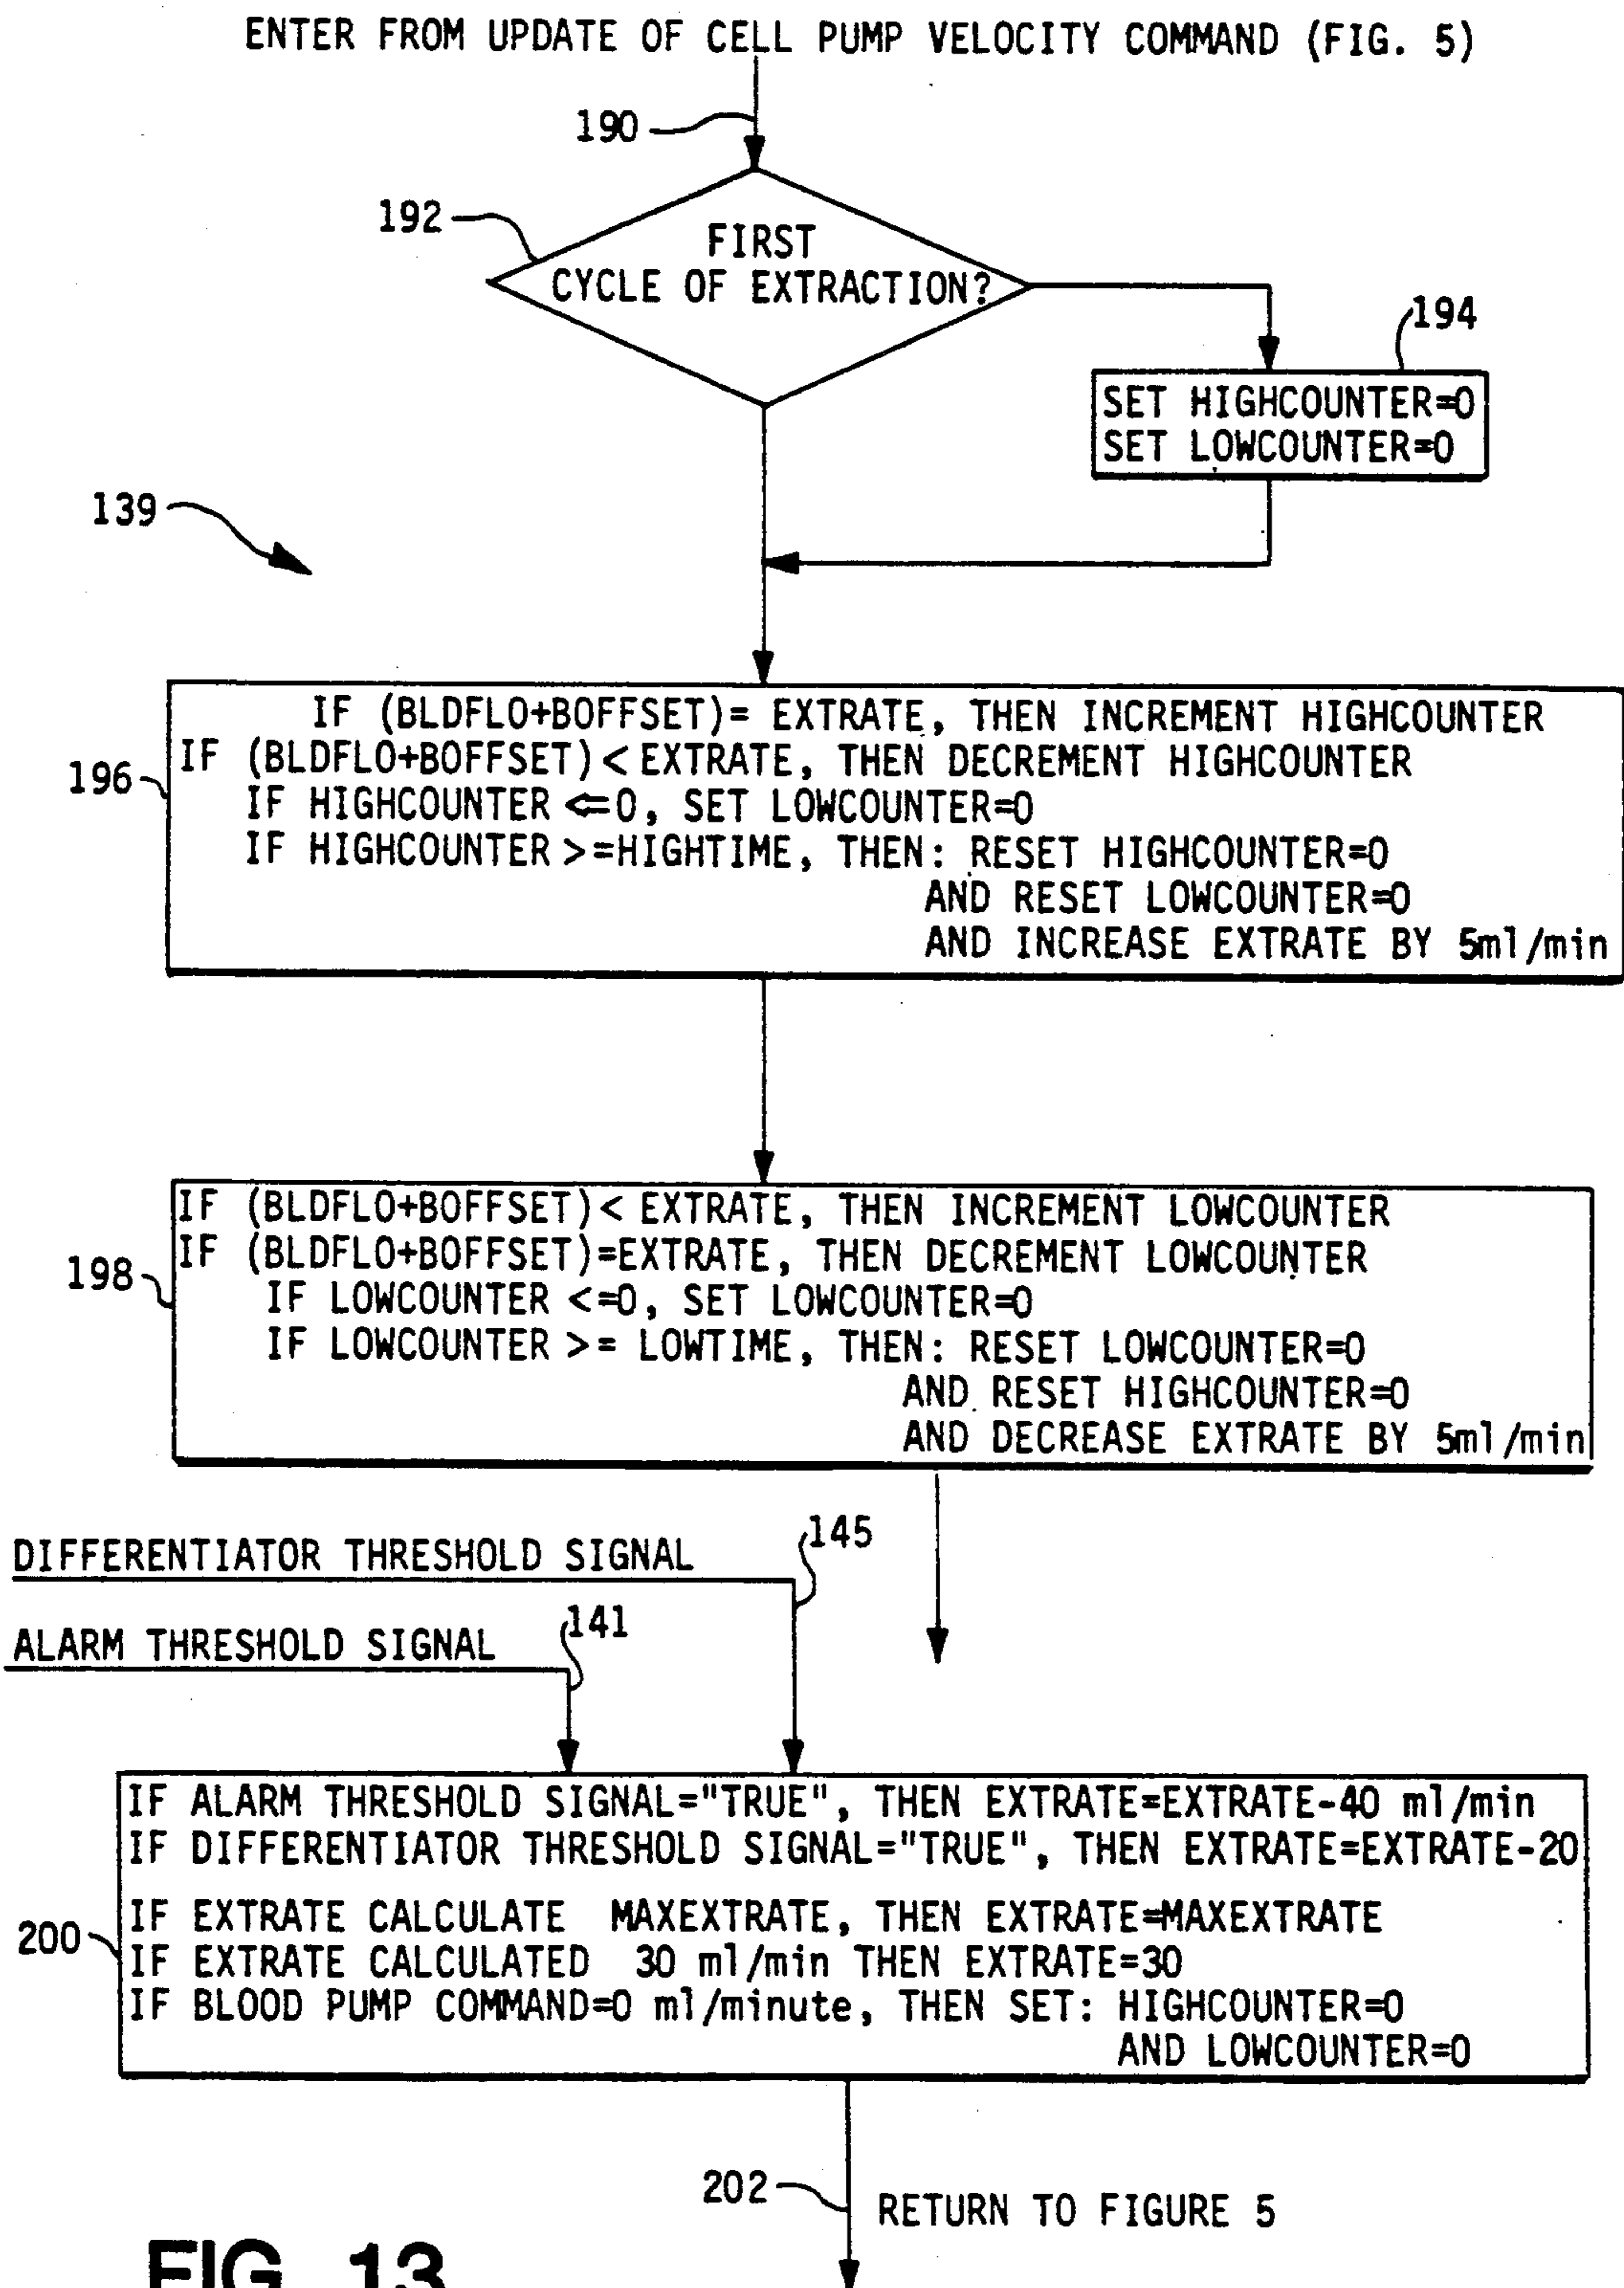 ENTER FROM UPDATE OF CELL PUMP VELOCITY COMMAND (FIG. 5)
190
192
FIRST
CYCLE OF EXTRACTION?
194
SET HIGHCOUNTER=0
SET LOWCOUNTER=0
139
196
IF (BLDFLO+BOFFSET)= EXTRATE, THEN INCREMENT HIGHCOUNTER
IF (BLDFLO+BOFFSET)< EXTRATE, THEN DECREMENT HIGHCOUNTER
IF HIGHCOUNTER <=0, SET LOWCOUNTER=0
IF HIGHCOUNTER >=HIGHTIME, THEN: RESET HIGHCOUNTER=0
AND RESET LOWCOUNTER=0
AND INCREASE EXTRATE BY 5ml/min
198
IF (BLDFLO+BOFFSET)< EXTRATE, THEN INCREMENT LOWCOUNTER
IF (BLDFLO+BOFFSET)=EXTRATE, THEN DECREMENT LOWCOUNTER
IF LOWCOUNTER <=0, SET LOWCOUNTER=0
IF LOWCOUNTER >= LOWTIME, THEN: RESET LOWCOUNTER=0
AND RESET HIGHCOUNTER=0
AND DECREASE EXTRATE BY 5ml/min
145
DIFFERENTIATOR THRESHOLD SIGNAL
141
ALARM THRESHOLD SIGNAL
200
IF ALARM THRESHOLD SIGNAL="TRUE", THEN EXTRATE=EXTRATE-40 ml/min
IF DIFFERENTIATOR THRESHOLD SIGNAL="TRUE", THEN EXTRATE=EXTRATE-20
IF EXTRATE CALCULATE MAXEXTRATE, THEN EXTRATE=MAXEXTRATE
IF EXTRATE CALCULATED 30 ml/min THEN EXTRATE=30
IF BLOOD PUMP COMMAND=0 ml/minute, THEN SET: HIGHCOUNTER=0
AND LOWCOUNTER=0
202
RETURN TO FIGURE 5
FIG. 13